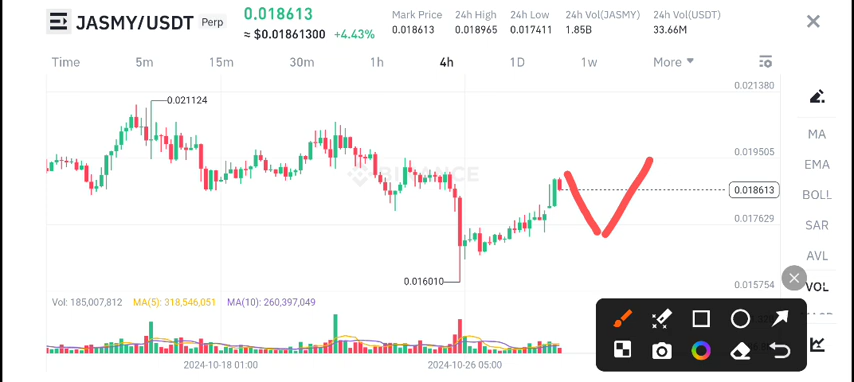 JASMY/USDT Perp
0.018613
≈ $0.01861300 +4.43%
Mark Price 24h High 24h Low 24h Vol(JASMY) 24h Vol(USDT)
0.018613 0.018965 0.017411 1.85B 33.66M
Time 5m 15m 30m 1h 4h 1D 1w More
0.021380
0.021124
MA
0.019505
EMA
BINANCE
0.018613
BOLL
0.017629
SAR
AVL
0.016010
0.015754
VOL
Vol: 185,007,812 MA(5): 318,546,051 MA(10): 260,397,049
2024-10-18 01:00 2024-10-26 05:00